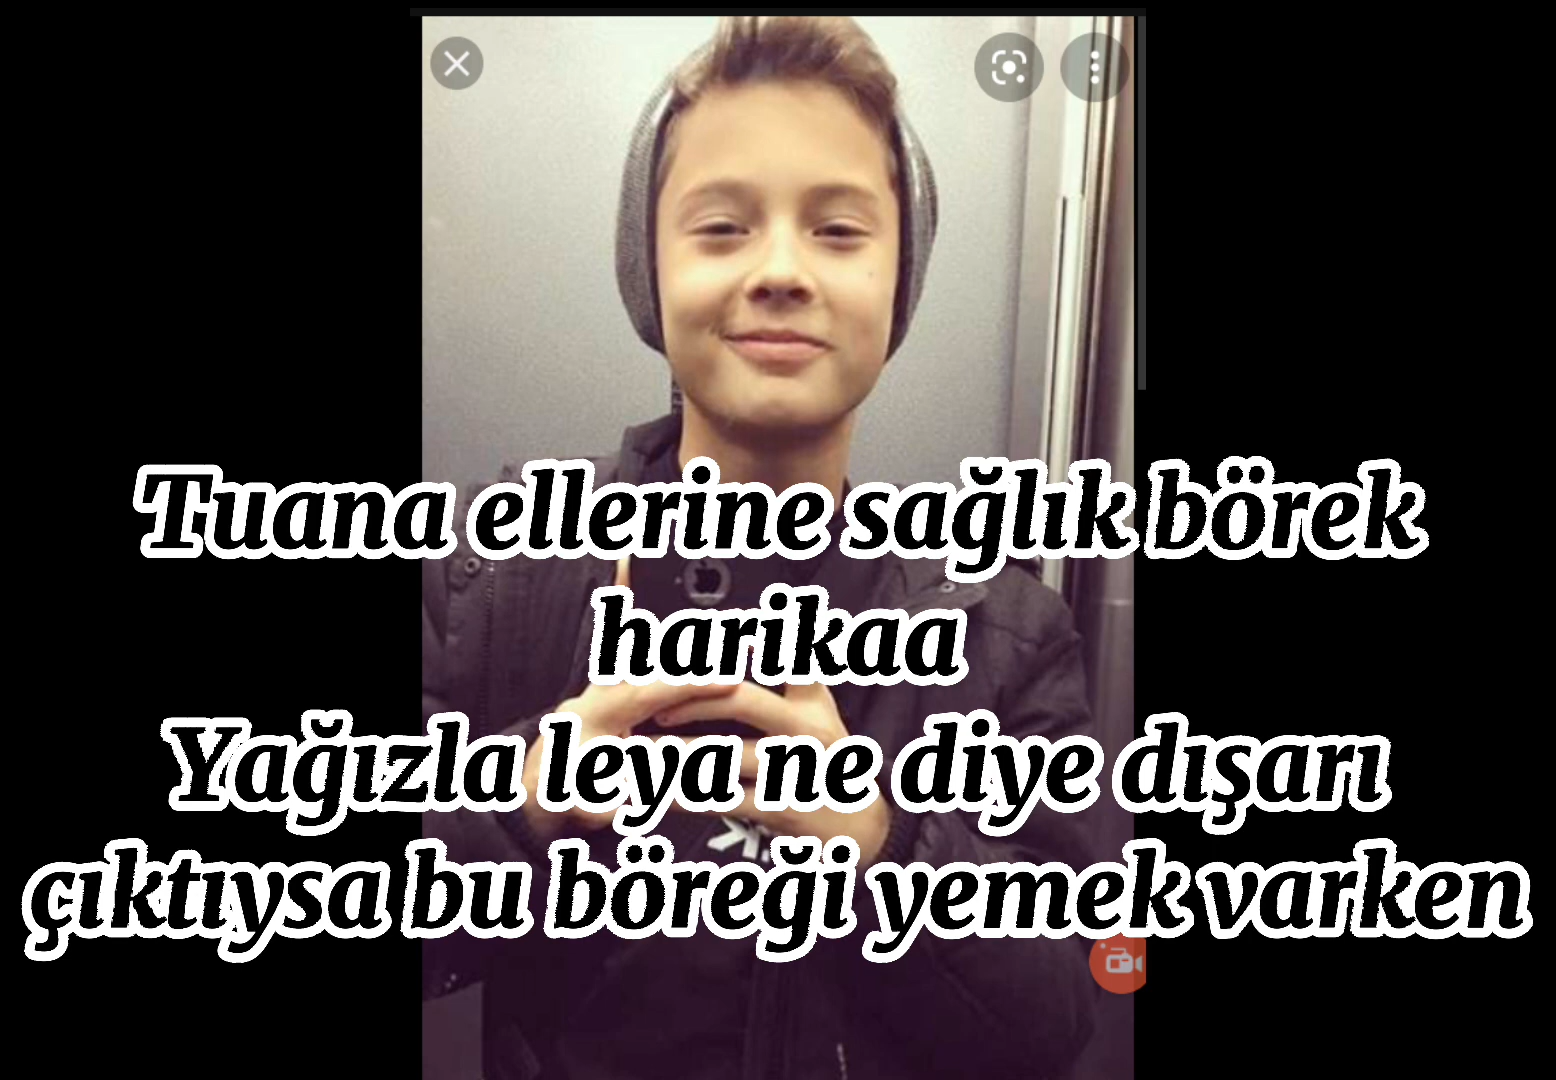 Tuana ellerine sağlık börek
harikaa
Yağızla leya ne diye dışarı
çıktıysa bu böreği yemek varken